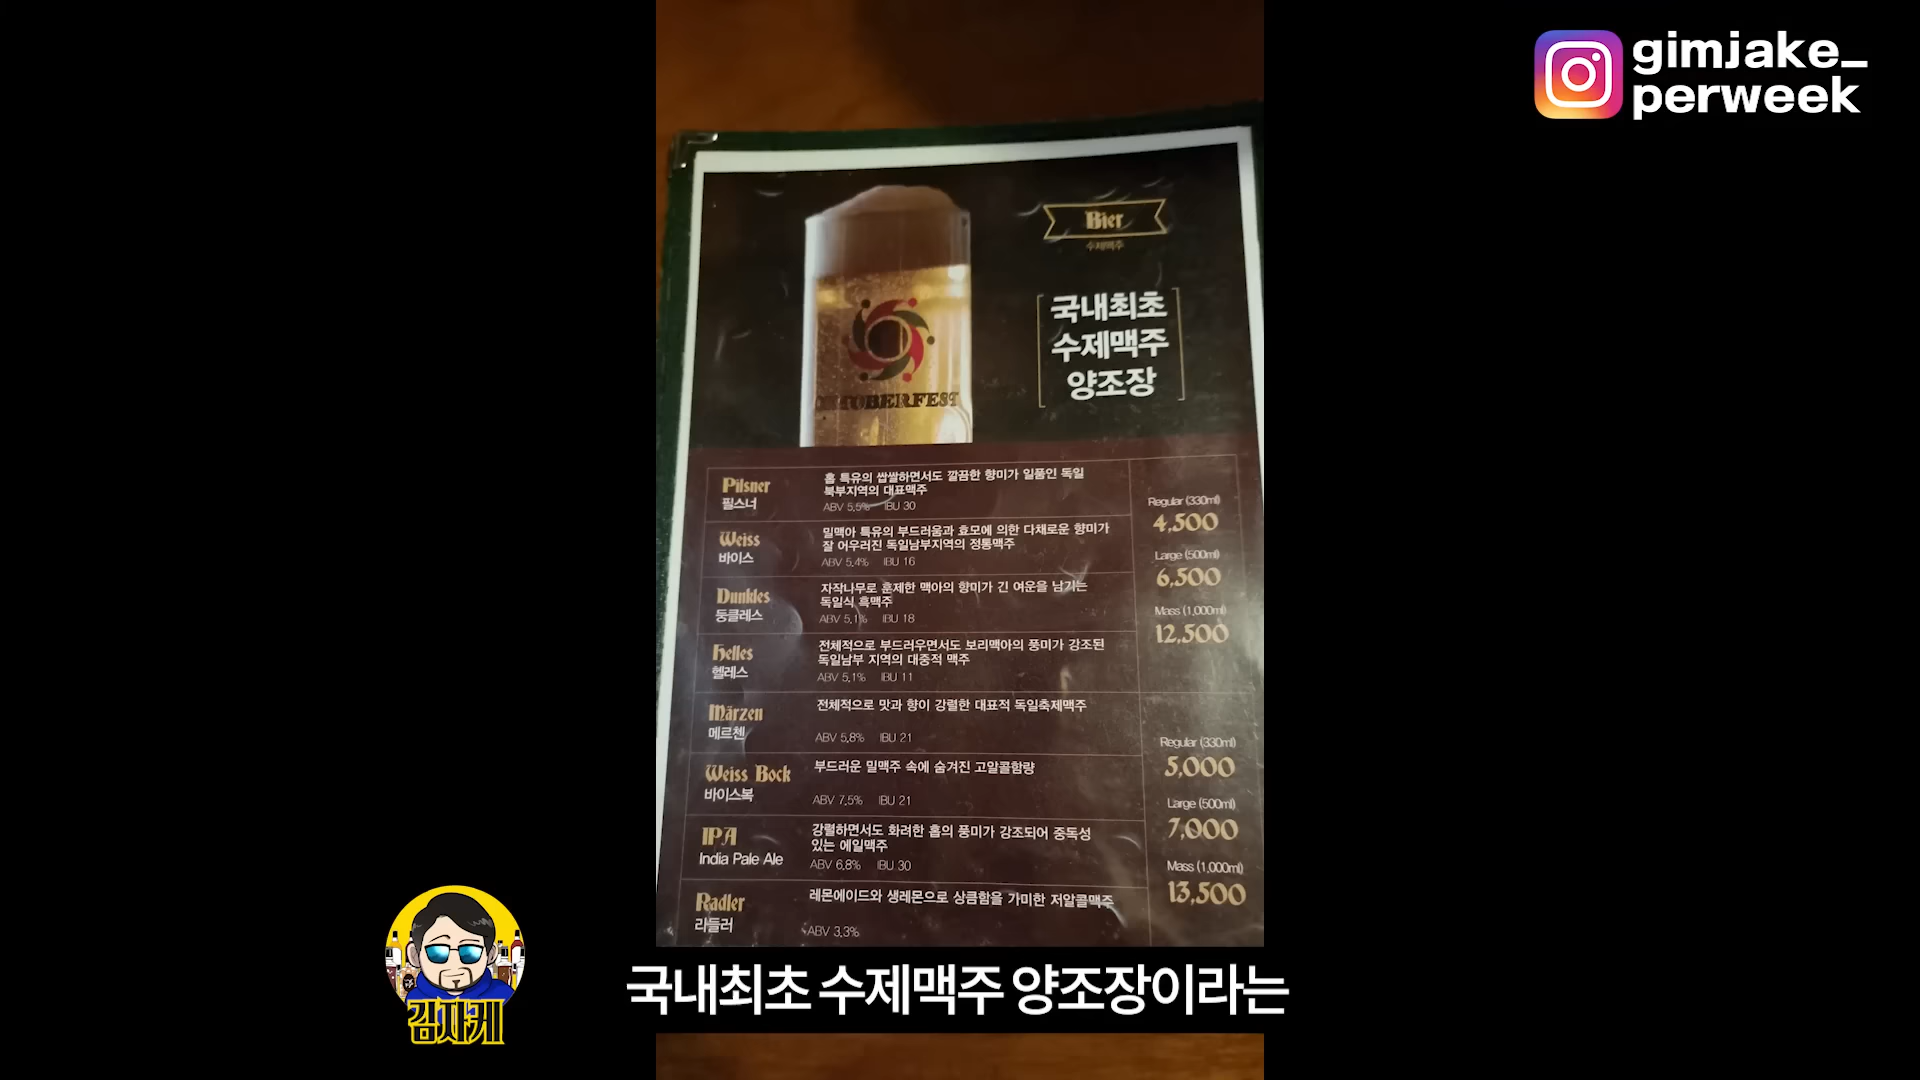 gimjake_
perweek
Bier
수제맥주
국내최초
수제맥주
양조장
OKTOBERFEST
Pilsner
필스너
홉 특유의 쌉쌀하면서도 깔끔한 향미가 일품인 독일
북부지역의 대표맥주
ABV 5.5% IBU 30
Weiss
바이스
밀맥아 특유의 부드러움과 효모에 의한 다채로운 향미가
잘 어우러진 독일남부지역의 정통맥주
ABV 5.4% IBU 16
Dunkles
둥클레스
자작나무로 훈제한 맥아의 향미가 긴 여운을 남기는
독일식 흑맥주
ABV 5.1% IBU 18
Helles
헬레스
전체적으로 부드러우면서도 보리맥아의 풍미가 강조된
독일남부 지역의 대중적 맥주
ABV 5.1% IBU 11
Regular (330ml)
4,500
Large (500ml)
6,500
Mass (1,000ml)
12,500
Märzen
메르첸
전체적으로 맛과 향이 강렬한 대표적 독일축제맥주
ABV 5.8% IBU 21
Weiss Bock
바이스복
부드러운 밀맥주 속에 숨겨진 고알콜함량
ABV 7.5% IBU 21
IPA
India Pale Ale
강렬하면서도 화려한 홉의 풍미가 강조되어 중독성
있는 에일맥주
ABV 6.8% IBU 30
Radler
라들러
레몬에이드와 생레몬으로 상큼함을 가미한 저알콜맥주
ABV 3.3%
Regular (330ml)
5,000
Large (500ml)
7,000
Mass (1,000ml)
13,500
김자케
국내최초 수제맥주 양조장이라는